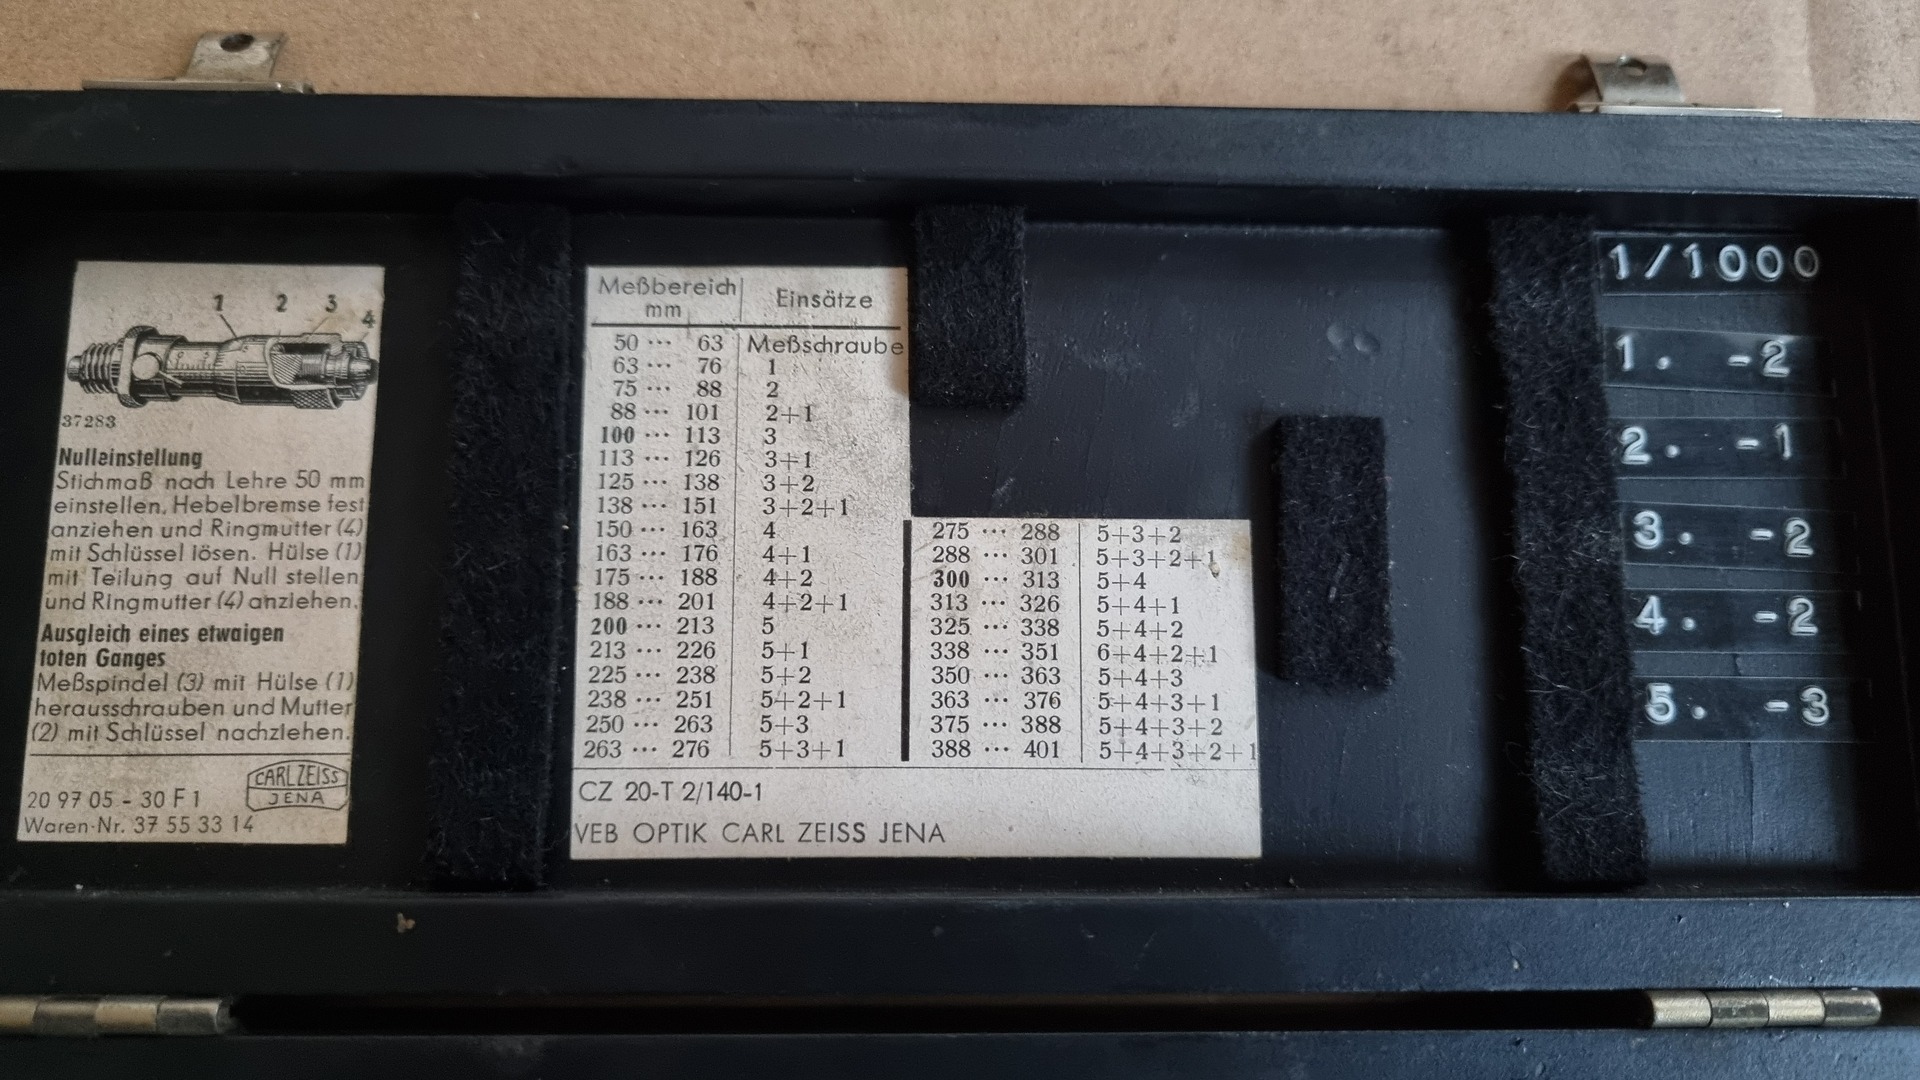 1 2 3 4
37283
Nulleinstellung
Stichmaß nach Lehre 50 mm
einstellen, Hebelbremse fest
anziehen und Ringmutter (4)
mit Schlüssel lösen. Hülse (1)
mit Teilung auf Null stellen
und Ringmutter (4) anziehen.
Ausgleich eines etwaigen
toten Ganges
Meßspindel (3) mit Hülse (1)
herausschrauben und Mutter
(2) mit Schlüssel nachziehen.
CARL ZEISS
JENA
20 97 05 - 30 F 1
Waren-Nr. 37 55 33 14
Meßbereich Einsätze
mm
50 ··· 63 Meßschraube
63 ··· 76 1
75 ··· 88 2
88 ··· 101 2+1
100 ··· 113 3
113 ··· 126 3+1
125 ··· 138 3+2
138 ··· 151 3+2+1
150 ··· 163 4
163 ··· 176 4+1
175 ··· 188 4+2
188 ··· 201 4+2+1
200 ··· 213 5
213 ··· 226 5+1
225 ··· 238 5+2
238 ··· 251 5+2+1
250 ··· 263 5+3
263 ··· 276 5+3+1
275 ··· 288 5+3+2
288 ··· 301 5+3+2+1
300 ··· 313 5+4
313 ··· 326 5+4+1
325 ··· 338 5+4+2
338 ··· 351 6+4+2+1
350 ··· 363 5+4+3
363 ··· 376 5+4+3+1
375 ··· 388 5+4+3+2
388 ··· 401 5+4+3+2+1
CZ 20-T 2/140-1
VEB OPTIK CARL ZEISS JENA
1/1000
1. -2
2. -1
3. -2
4. -2
5. -3